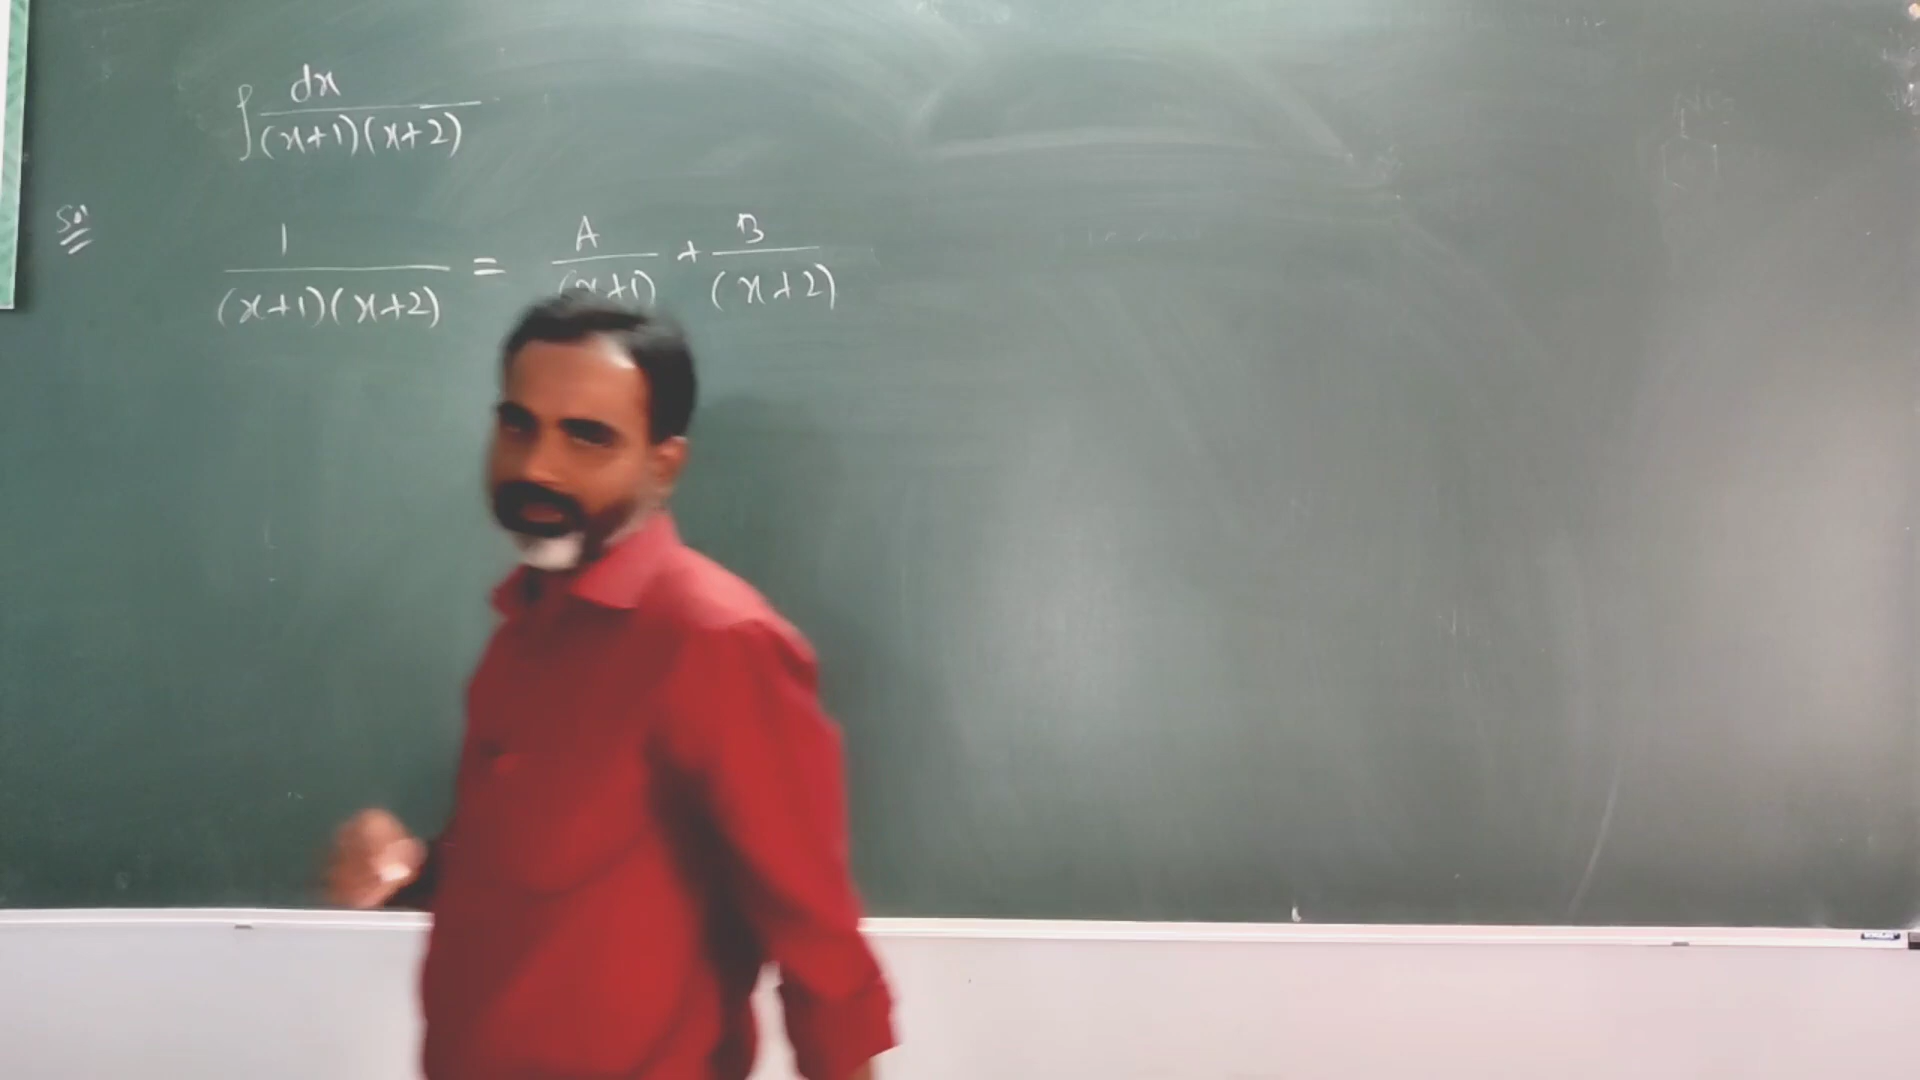 ∫ dx / (x+1)(x+2)
Sol
1 / (x+1)(x+2) = A / (x+1) + B / (x+2)